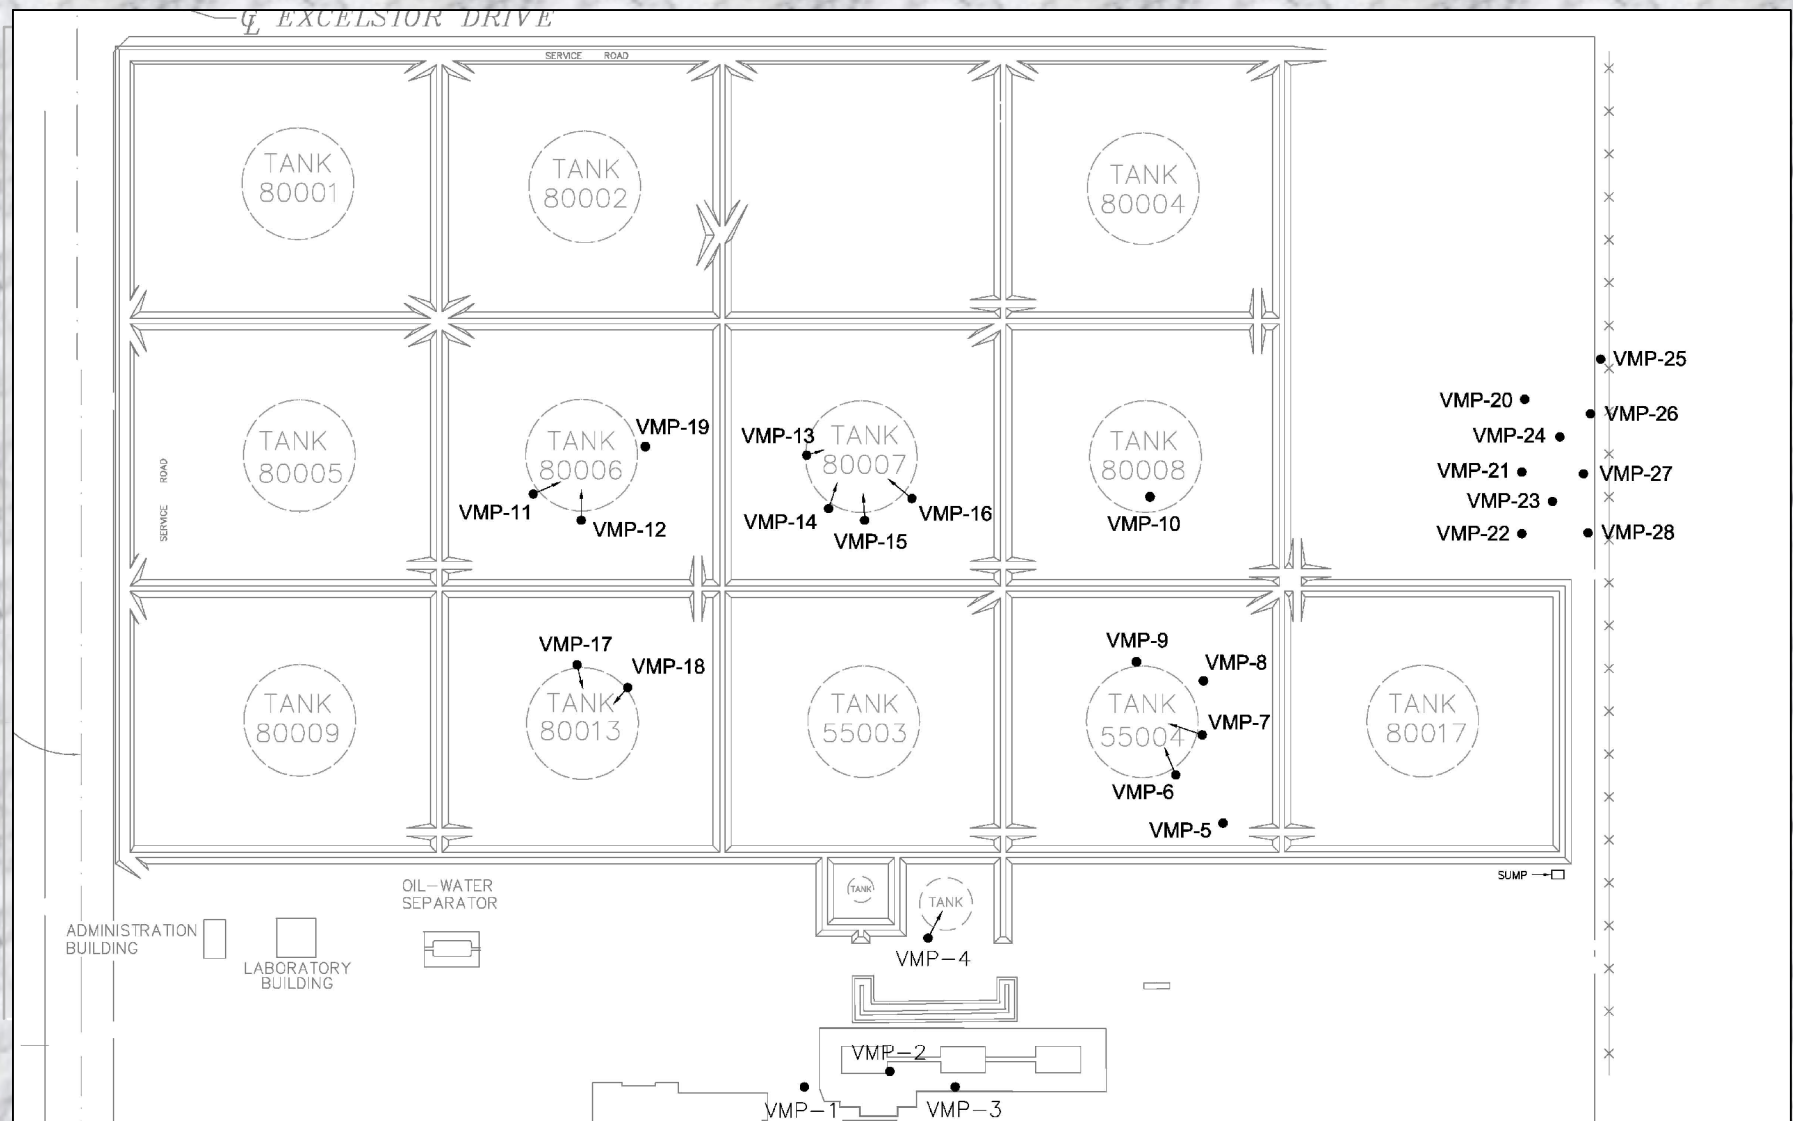 ℄ EXCELSIOR DRIVE
SERVICE ROAD
TANK
80001
TANK
80002
TANK
80004
VMP-25
VMP-20
VMP-26
VMP-24
VMP-21
VMP-27
VMP-23
VMP-22
VMP-28
SERVICE ROAD
TANK
80005
TANK
80006
VMP-19
VMP-11
VMP-12
VMP-13
TANK
80007
VMP-14
VMP-15
VMP-16
TANK
80008
VMP-10
TANK
80009
VMP-17
VMP-18
TANK
80013
TANK
55003
VMP-9
VMP-8
TANK
55004
VMP-7
VMP-6
VMP-5
TANK
80017
SUMP
OIL-WATER
SEPARATOR
ADMINISTRATION
BUILDING
LABORATORY
BUILDING
TANK
TANK
VMP-4
VMP-2
VMP-1
VMP-3